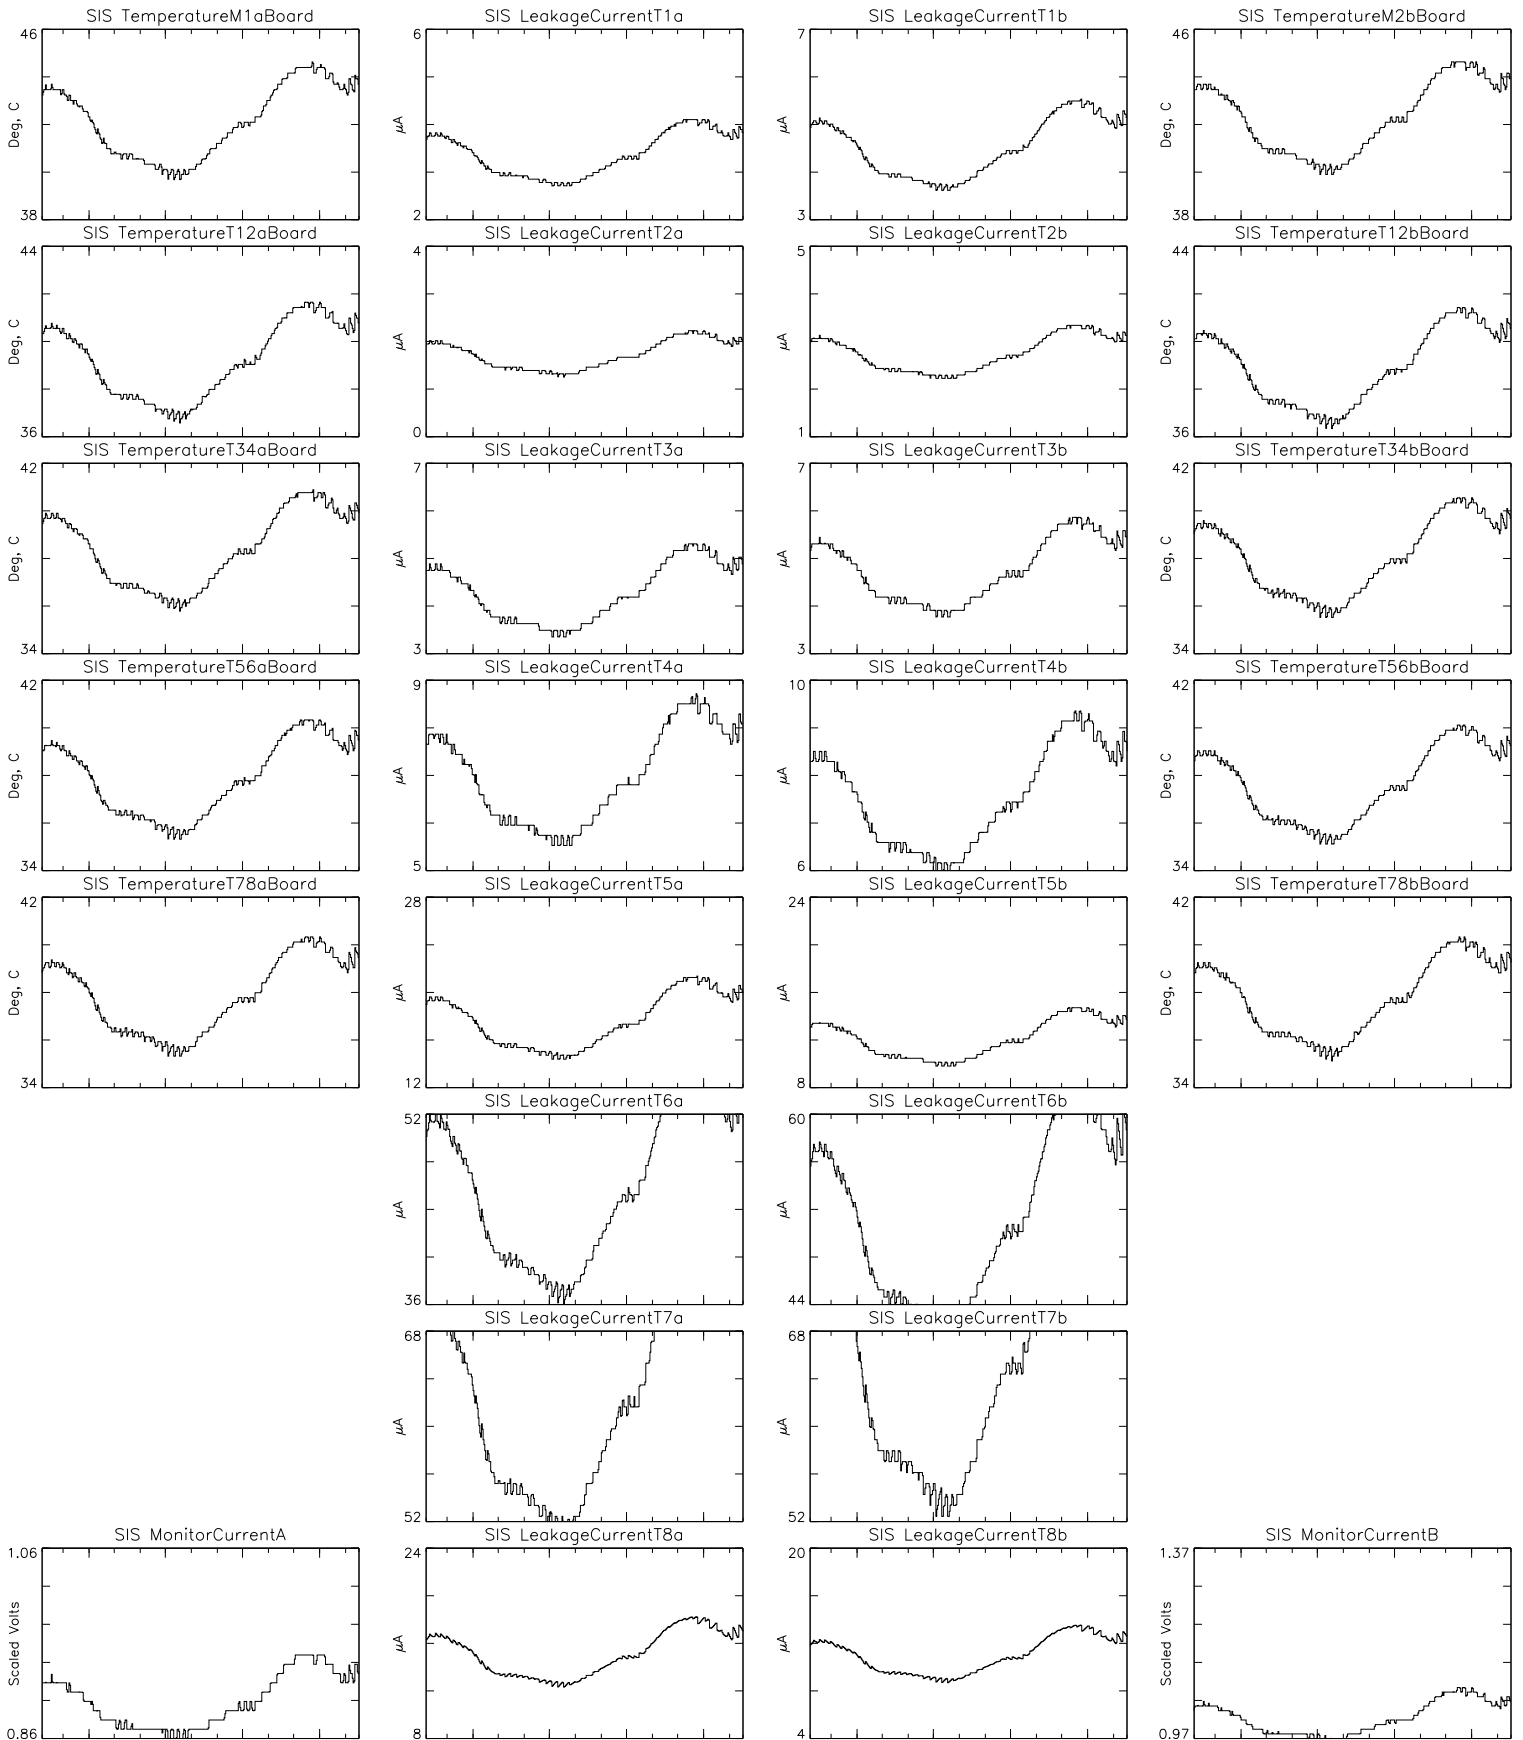 SIS TemperatureM1aBoard
46
Deg, C
38
SIS LeakageCurrentT1a
6
μA
2
SIS LeakageCurrentT1b
7
μA
3
SIS TemperatureM2bBoard
46
Deg, C
38
SIS TemperatureT12aBoard
44
Deg, C
36
SIS LeakageCurrentT2a
4
μA
0
SIS LeakageCurrentT2b
5
μA
1
SIS TemperatureT12bBoard
44
Deg, C
36
SIS TemperatureT34aBoard
42
Deg, C
34
SIS LeakageCurrentT3a
7
μA
3
SIS LeakageCurrentT3b
7
μA
3
SIS TemperatureT34bBoard
42
Deg, C
34
SIS TemperatureT56aBoard
42
Deg, C
34
SIS LeakageCurrentT4a
9
μA
5
SIS LeakageCurrentT4b
10
μA
6
SIS TemperatureT56bBoard
42
Deg, C
34
SIS TemperatureT78aBoard
42
Deg, C
34
SIS LeakageCurrentT5a
28
μA
12
SIS LeakageCurrentT5b
24
μA
8
SIS TemperatureT78bBoard
42
Deg, C
34
SIS LeakageCurrentT6a
52
μA
36
SIS LeakageCurrentT6b
60
μA
44
SIS LeakageCurrentT7a
68
μA
52
SIS LeakageCurrentT7b
68
μA
52
SIS MonitorCurrentA
1.06
Scaled Volts
0.86
SIS LeakageCurrentT8a
24
μA
8
SIS LeakageCurrentT8b
20
μA
4
SIS MonitorCurrentB
1.37
Scaled Volts
0.97